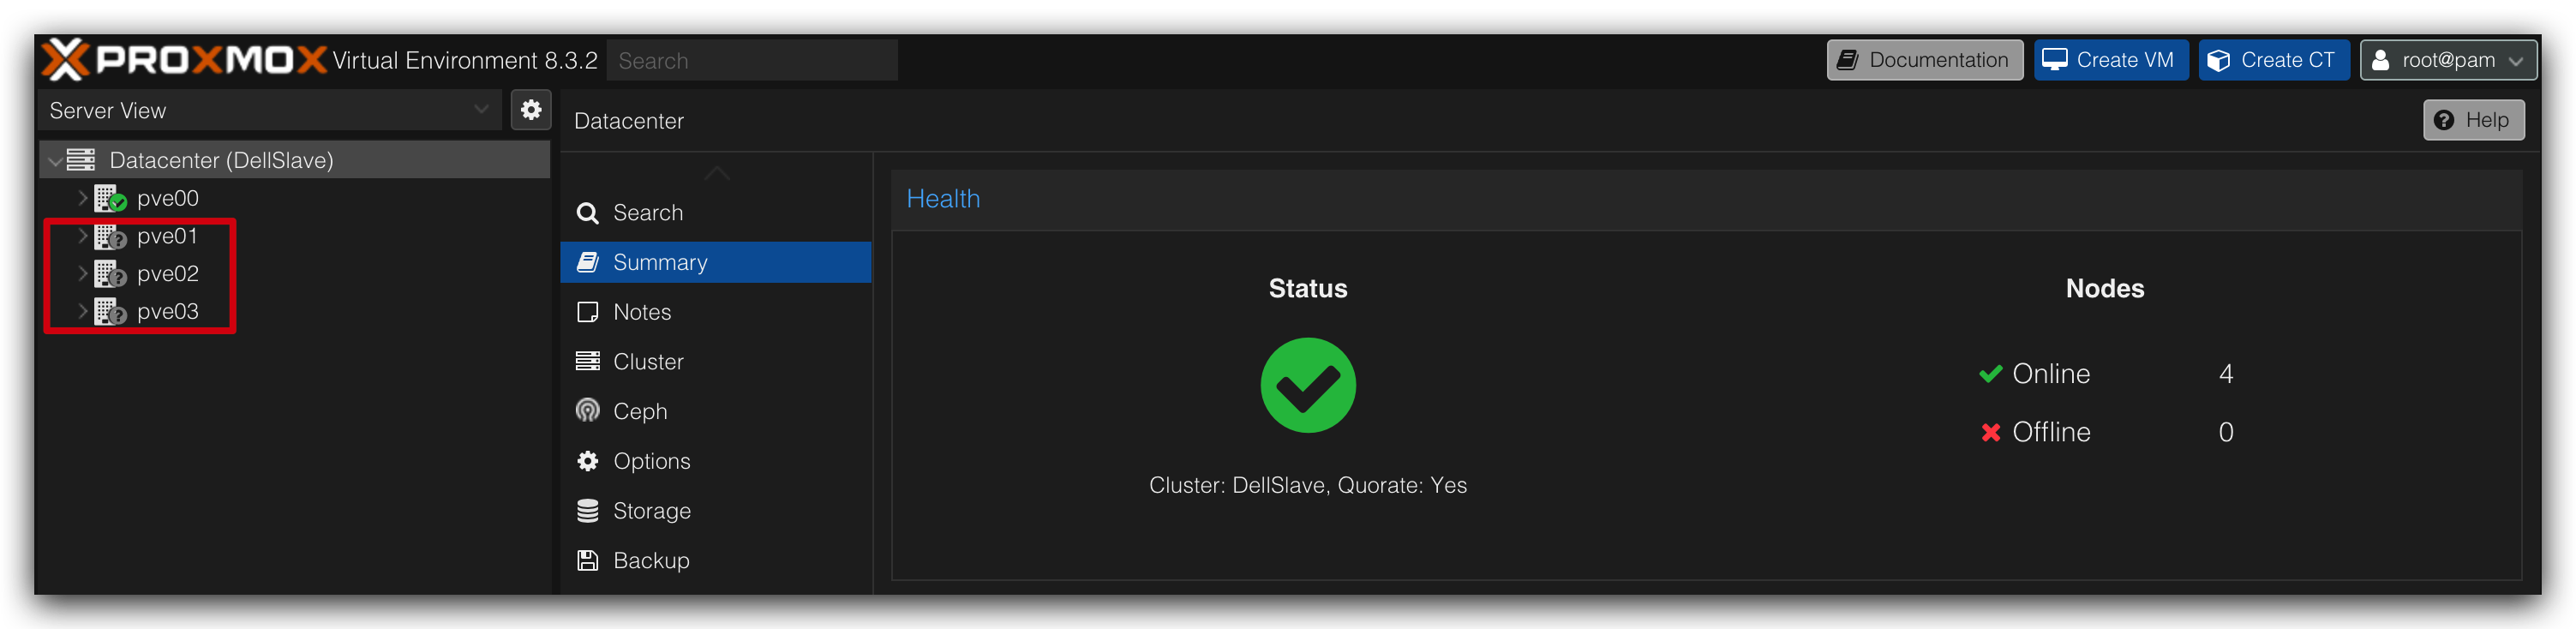 PROXMOX Virtual Environment 8.3.2 Search Documentation Create VM Create CT root@pam
Server View
Datacenter
Help
Datacenter (DellSlave)
pve00
pve01
pve02
pve03
Search
Summary
Notes
Cluster
Ceph
Options
Storage
Backup
Health
Status
Cluster: DellSlave, Quorate: Yes
Nodes
Online 4
Offline 0